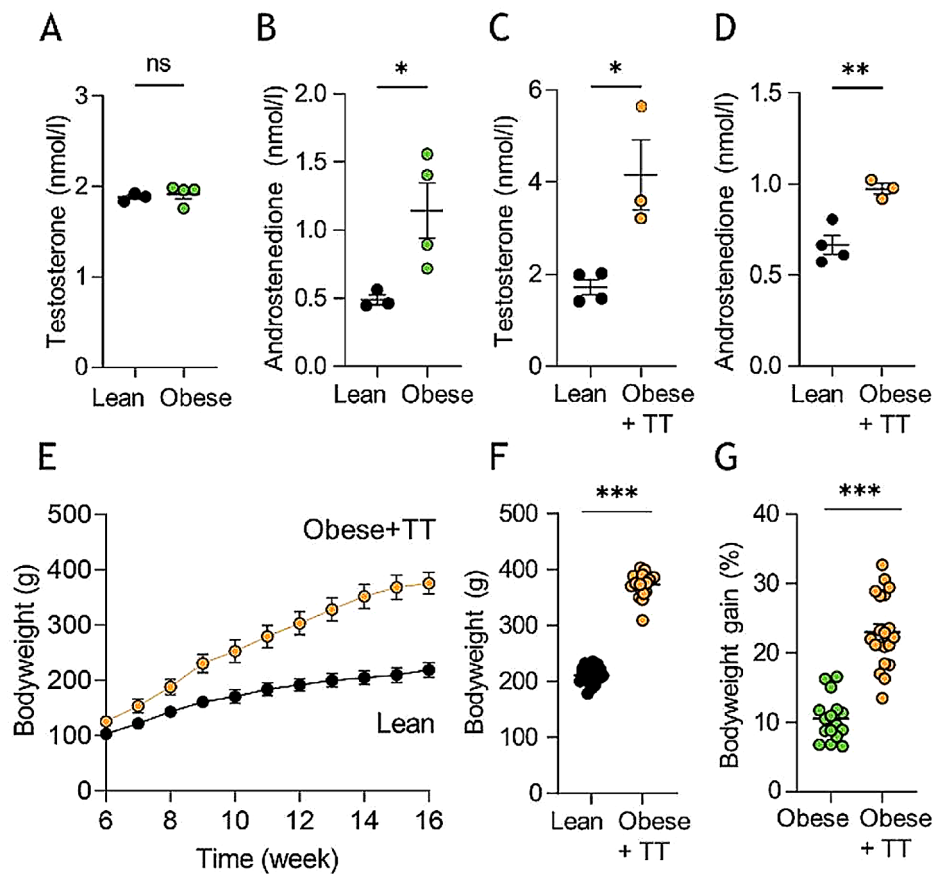 A
ns
Testosterone (nmol/l)
3
2
1
0
Lean Obese
B
*
Androstenedione (nmol/l)
2.0
1.5
1.0
0.5
0.0
Lean Obese
C
*
Testosterone (nmol/l)
6
4
2
0
Lean Obese
+ TT
D
**
Androstenedione (nmol/l)
1.5
1.0
0.5
0.0
Lean Obese
+ TT
E
Bodyweight (g)
500
400
300
200
100
0
Obese+TT
Lean
6 8 10 12 14 16
Time (week)
F
***
Bodyweight (g)
500
400
300
200
100
0
Lean Obese
+ TT
G
***
Bodyweight gain (%)
40
30
20
10
0
Obese Obese
+ TT